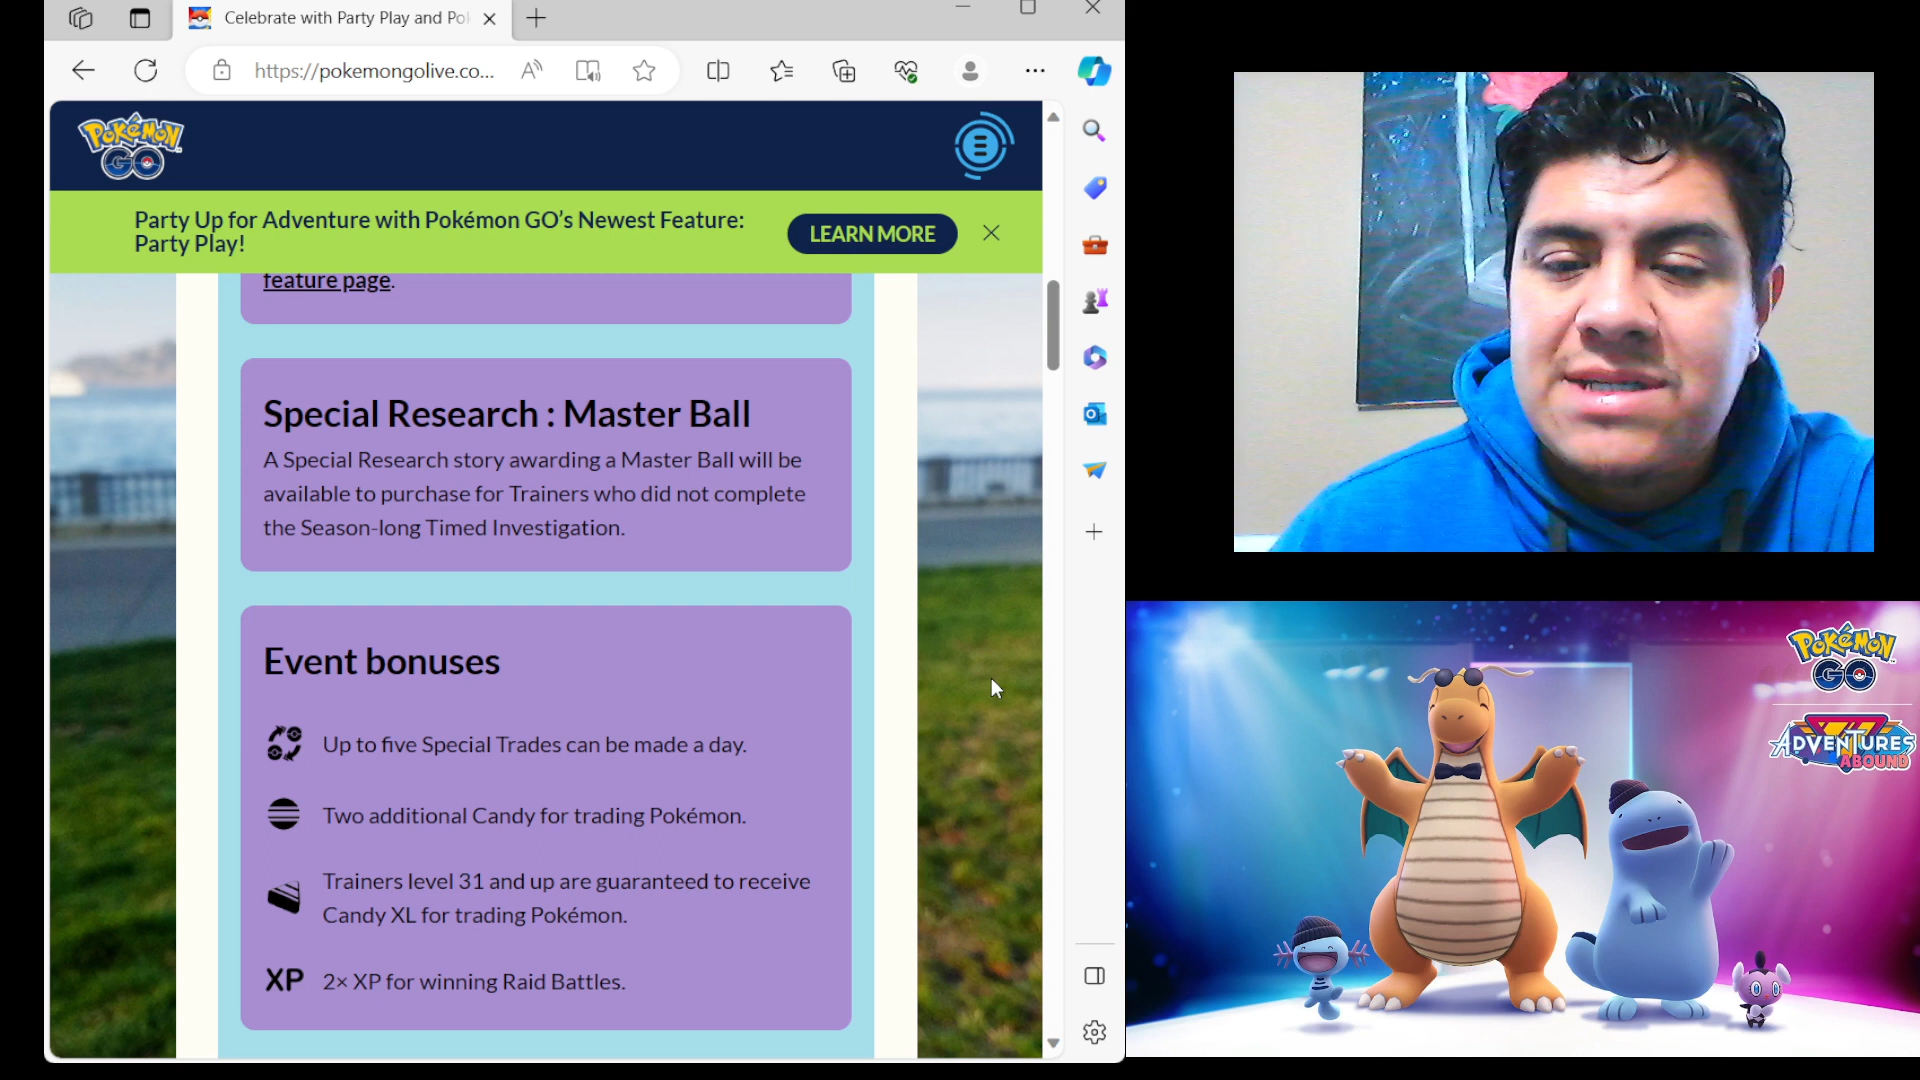 Celebrate with Party Play and Po
https://pokemongolive.co...
POKÉMON
GO
Party Up for Adventure with Pokémon GO's Newest Feature:
Party Play!
LEARN MORE
feature page.
Special Research : Master Ball
A Special Research story awarding a Master Ball will be
available to purchase for Trainers who did not complete
the Season-long Timed Investigation.
Event bonuses
Up to five Special Trades can be made a day.
Two additional Candy for trading Pokémon.
Trainers level 31 and up are guaranteed to receive
Candy XL for trading Pokémon.
XP 2× XP for winning Raid Battles.
POKÉMON
GO
ADVENTURES
ABOUND